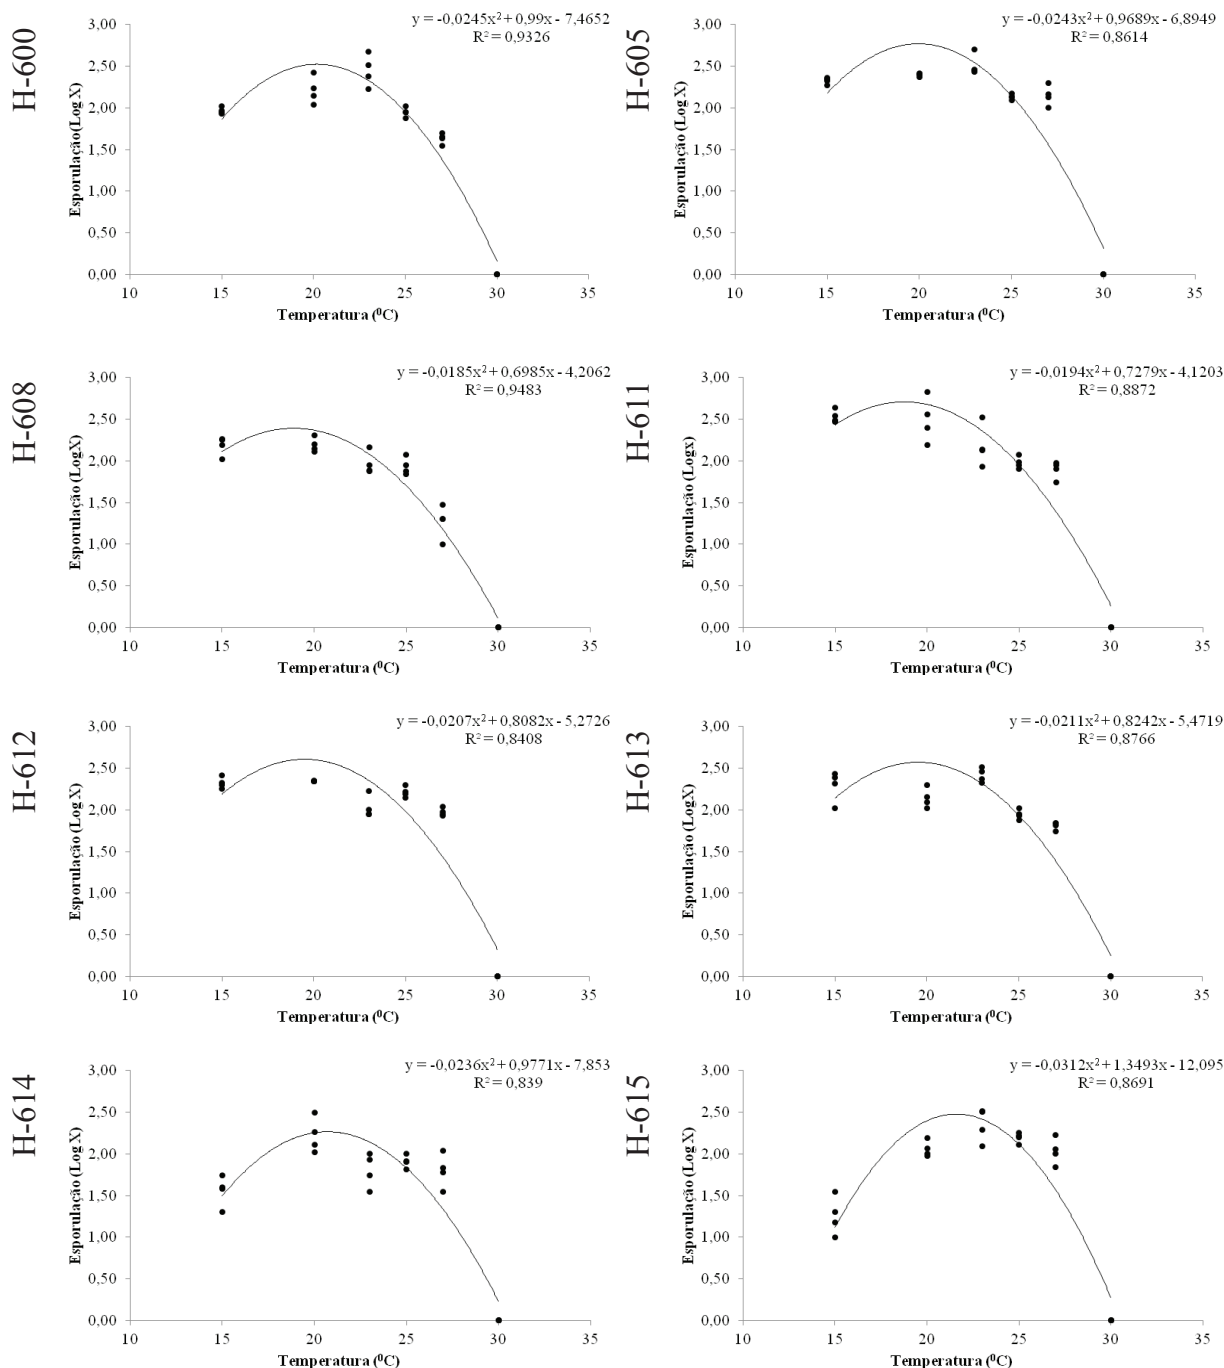 H-600
y = -0,0245x² + 0,99x - 7,4652
R² = 0,9326
Esporulação(Log X)
3,00
2,50
2,00
1,50
1,00
0,50
0,00
10 15 20 25 30 35
Temperatura (⁰C)
H-605
y = -0,0243x² + 0,9689x - 6,8949
R² = 0,8614
Esporulação (Log X)
3,00
2,50
2,00
1,50
1,00
0,50
0,00
10 15 20 25 30 35
Temperatura (⁰C)
H-608
y = -0,0185x² + 0,6985x - 4,2062
R² = 0,9483
Esporulação (Log X)
3,00
2,50
2,00
1,50
1,00
0,50
0,00
10 15 20 25 30 35
Temperatura (⁰C)
H-611
y = -0,0194x² + 0,7279x - 4,1203
R² = 0,8872
Esporulação (Log x)
3,00
2,50
2,00
1,50
1,00
0,50
0,00
10 15 20 25 30 35
Temperatura (⁰C)
H-612
y = -0,0207x² + 0,8082x - 5,2726
R² = 0,8408
Esporulação (Log X)
3,00
2,50
2,00
1,50
1,00
0,50
0,00
10 15 20 25 30 35
Temperatura (⁰C)
H-613
y = -0,0211x² + 0,8242x - 5,4719
R² = 0,8766
Esporulação (Log X)
3,00
2,50
2,00
1,50
1,00
0,50
0,00
10 15 20 25 30 35
Temperatura (⁰C)
H-614
y = -0,0236x² + 0,9771x - 7,853
R² = 0,839
Esporulação (Log X)
3,00
2,50
2,00
1,50
1,00
0,50
0,00
10 15 20 25 30 35
Temperatura (⁰C)
H-615
y = -0,0312x² + 1,3493x - 12,095
R² = 0,8691
Esporulação (Log X)
3,00
2,50
2,00
1,50
1,00
0,50
0,00
10 15 20 25 30 35
Temperatura (⁰C)